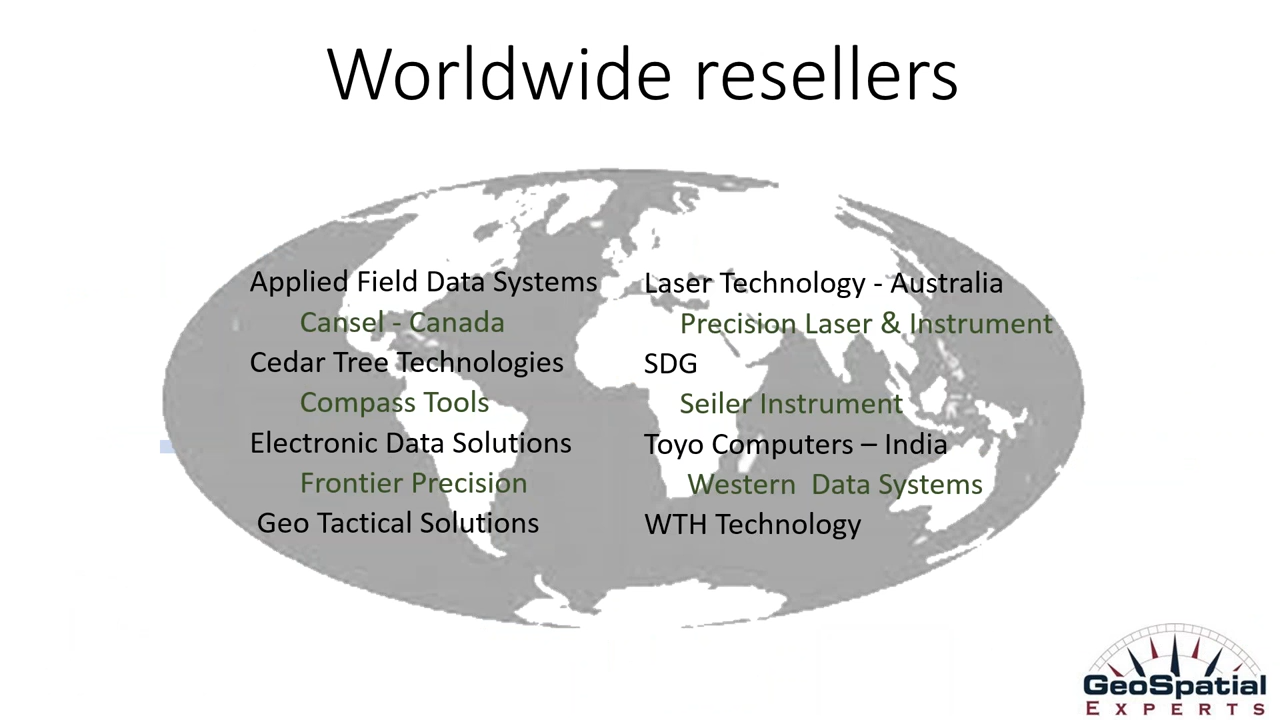 Worldwide resellers
Applied Field Data Systems
Cansel - Canada
Cedar Tree Technologies
Compass Tools
Electronic Data Solutions
Frontier Precision
Geo Tactical Solutions
Laser Technology - Australia
Precision Laser & Instrument
SDG
Seiler Instrument
Toyo Computers – India
Western  Data Systems
WTH Technology
GeoSpatial
EXPERTS